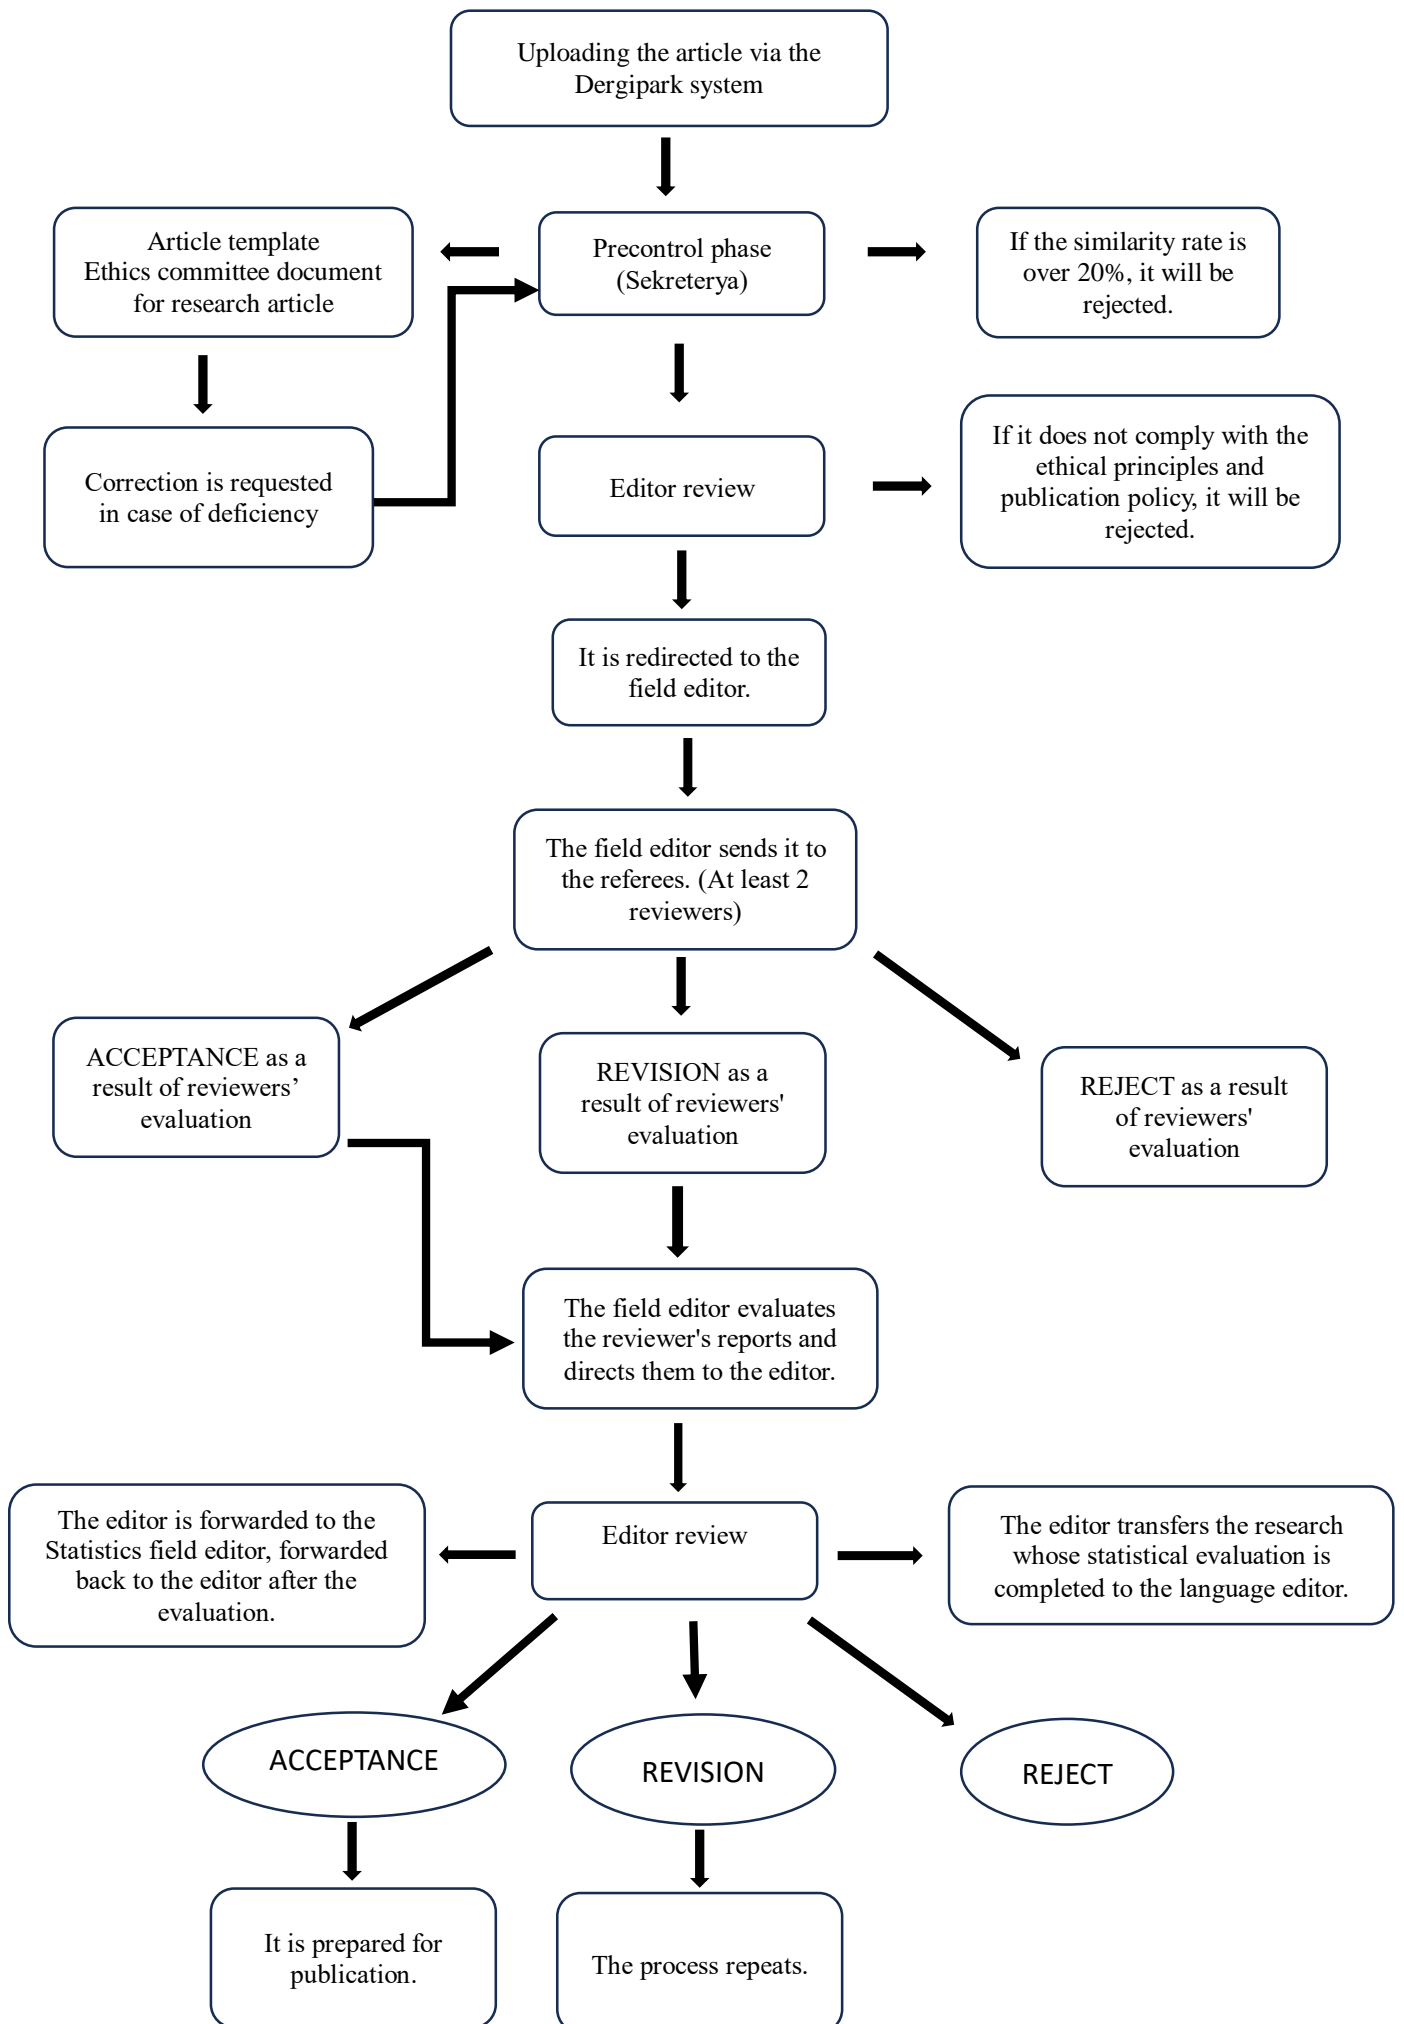 Uploading the article via the
Dergipark system
Article template
Ethics committee document
for research article
Precontrol phase
(Sekreterya)
If the similarity rate is
over 20%, it will be
rejected.
Correction is requested
in case of deficiency
Editor review
If it does not comply with the
ethical principles and
publication policy, it will be
rejected.
It is redirected to the
field editor.
The field editor sends it to
the referees. (At least 2
reviewers)
ACCEPTANCE as a
result of reviewers’
evaluation
REVISION as a
result of reviewers'
evaluation
REJECT as a result
of reviewers'
evaluation
The field editor evaluates
the reviewer's reports and
directs them to the editor.
The editor is forwarded to the
Statistics field editor, forwarded
back to the editor after the
evaluation.
Editor review
The editor transfers the research
whose statistical evaluation is
completed to the language editor.
ACCEPTANCE
REVISION
REJECT
It is prepared for
publication.
The process repeats.